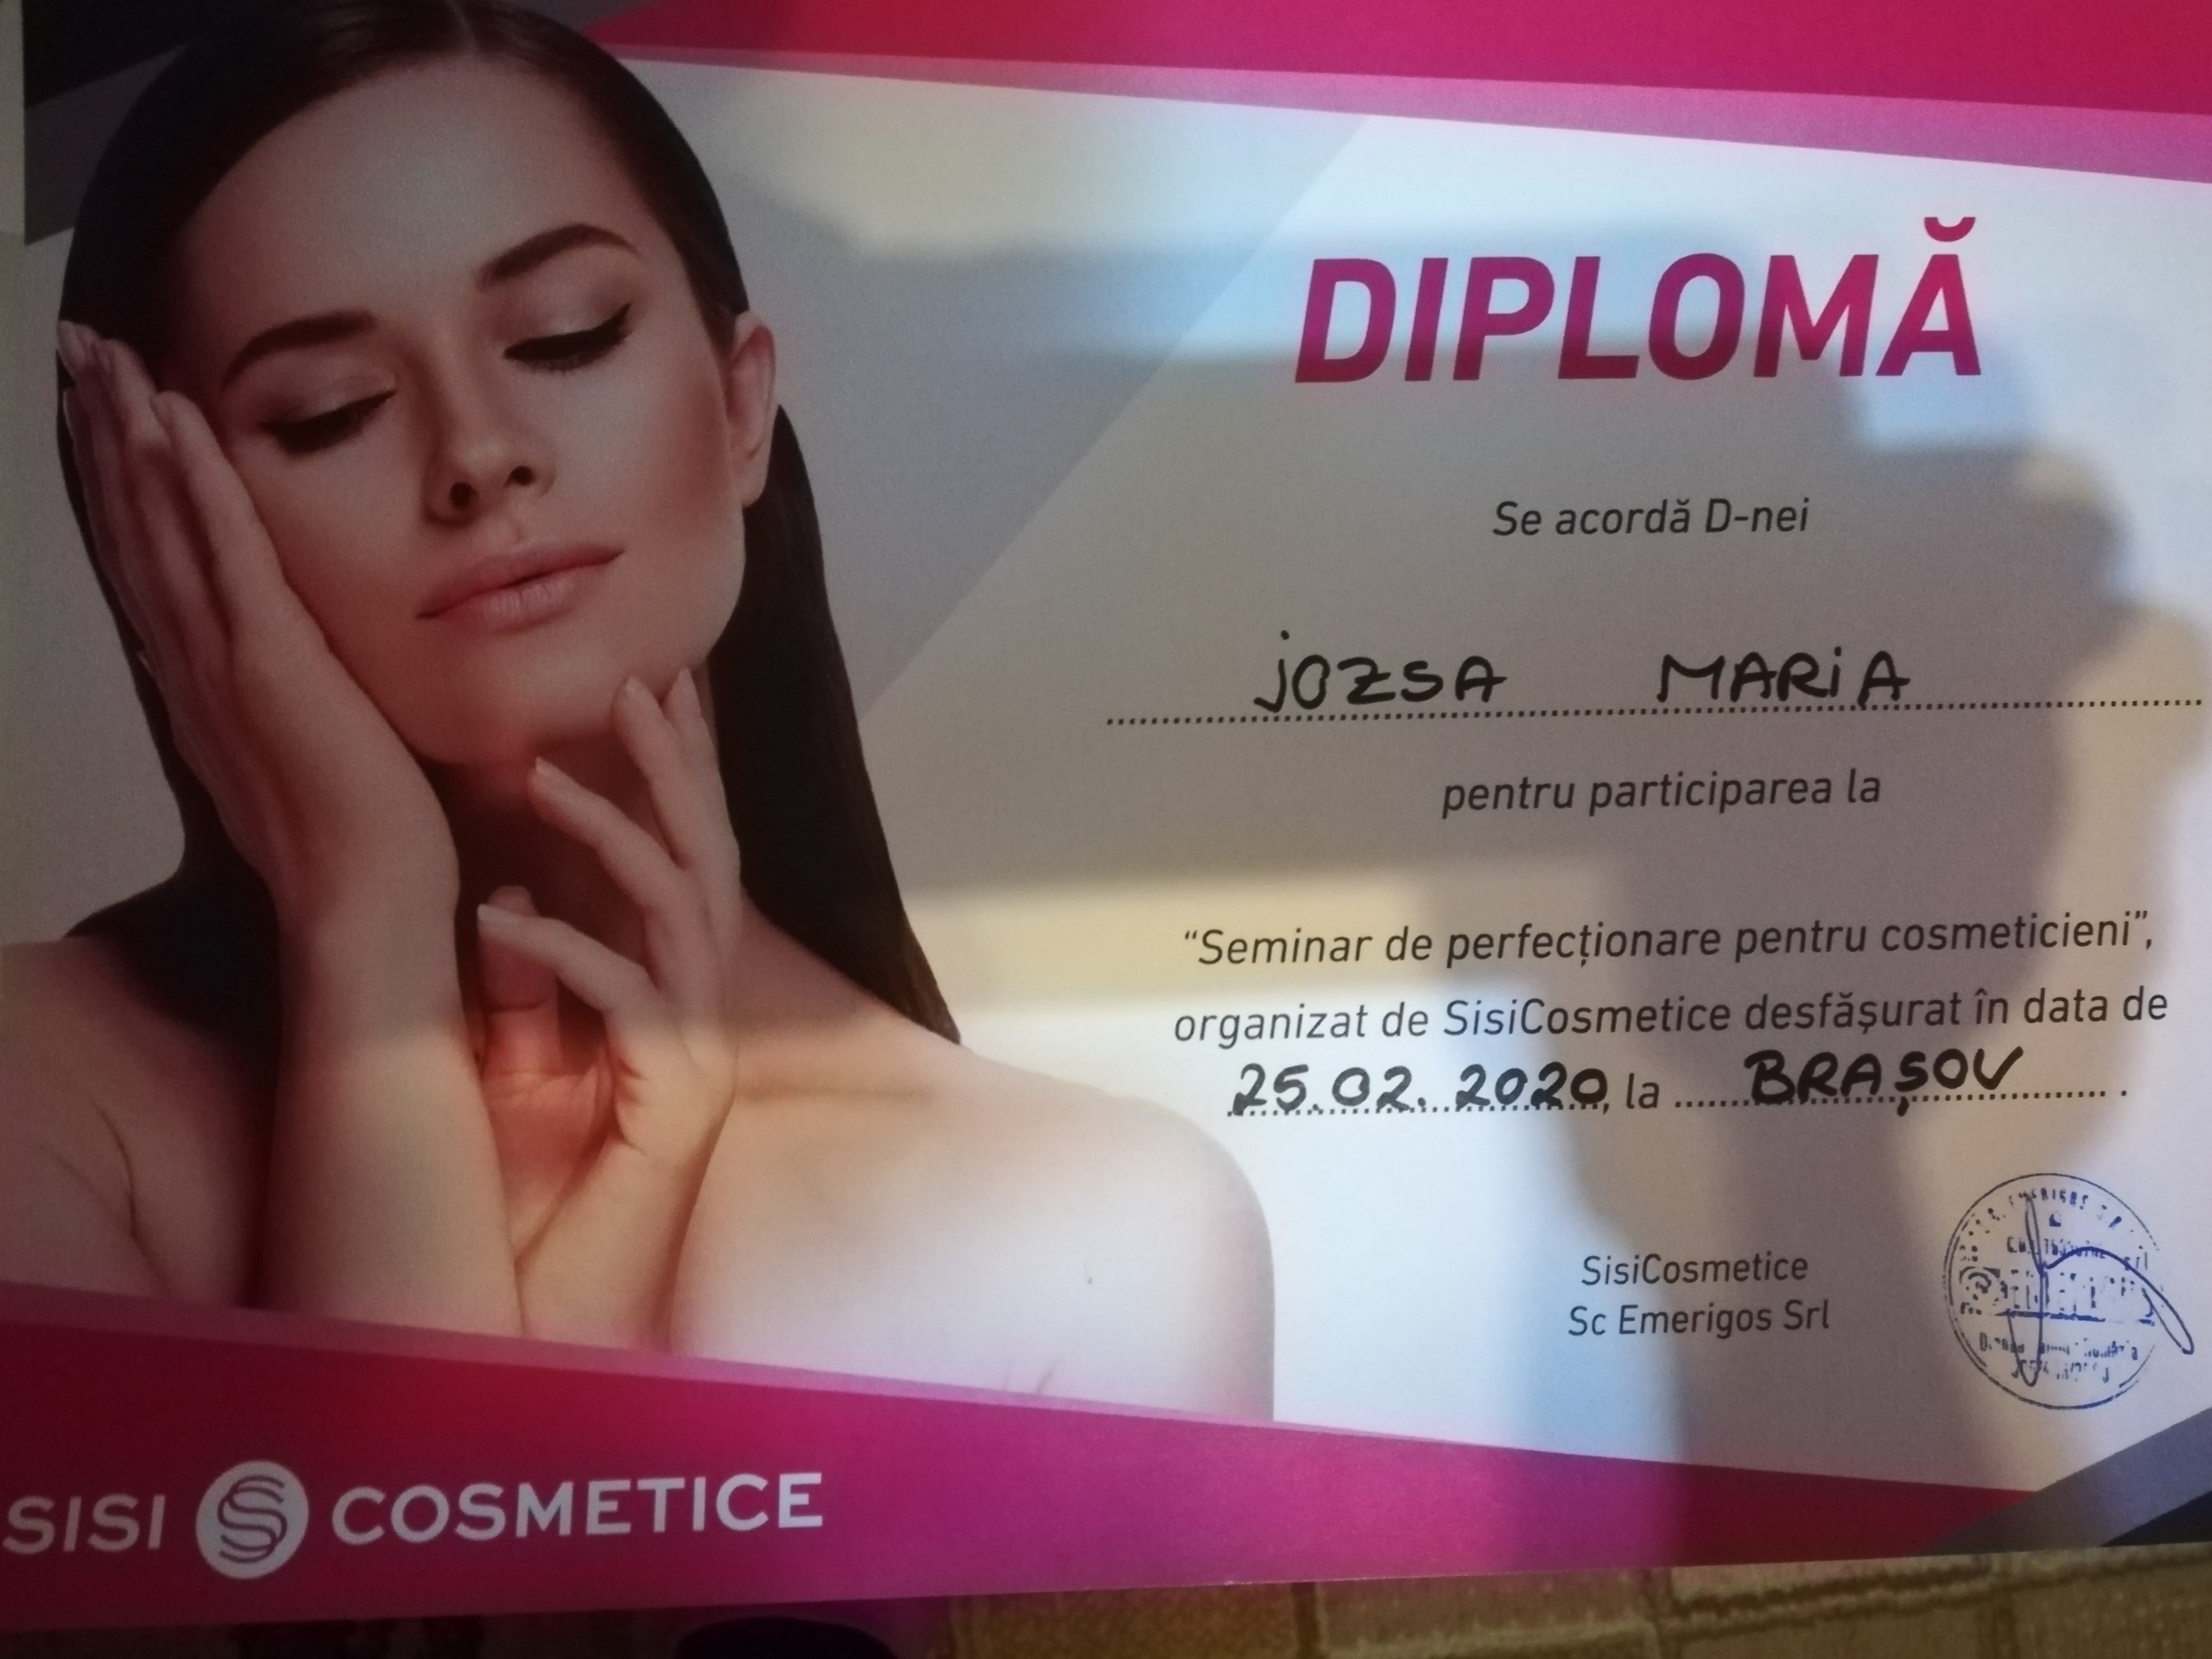 DIPLOMĂ
Se acordă D-nei
jOZSA MARiA
pentru participarea la
“Seminar de perfecționare pentru cosmeticieni”,
organizat de SisiCosmetice desfășurat în data de
25.02.2020, la BRAȘOV.
SisiCosmetice
Sc Emerigos Srl
SISI COSMETICE